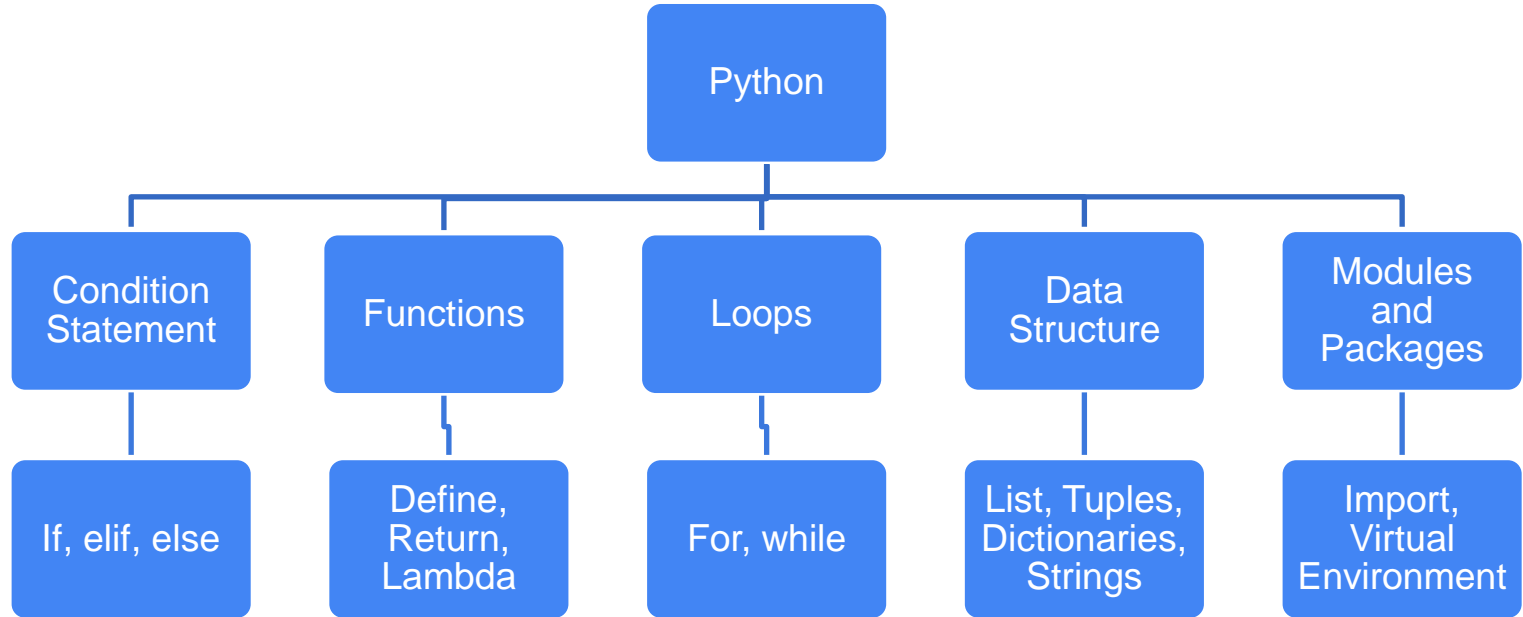 Python
Condition
Statement
Functions
Loops
Data
Structure
Modules
and
Packages
If, elif, else
Define,
Return,
Lambda
For, while
List, Tuples,
Dictionaries,
Strings
Import,
Virtual
Environment